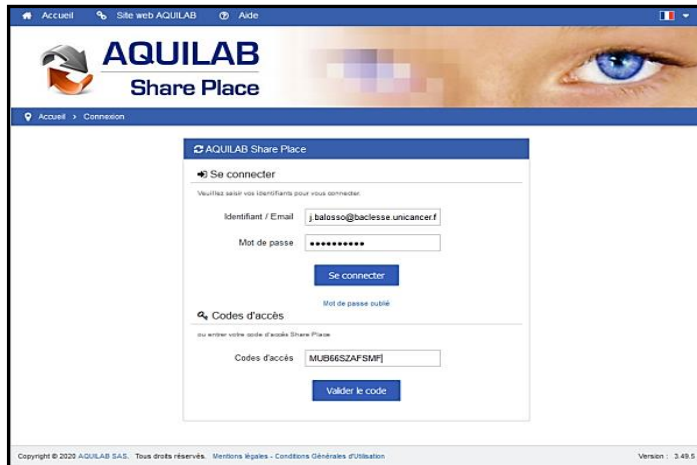 Accueil Site web AQUILAB Aide
AQUILAB
Share Place
Accueil > Connexion
AQUILAB Share Place
Se connecter
Veuillez saisir vos identifiants pour vous connecter.
Identifiant / Email j.balosso@baclesse.unicancer.f
Mot de passe ••••••••••
Se connecter
Mot de passe oublié
Codes d'accès
ou entrer votre code d'accès Share Place
Codes d'accès MUB66SZAFSMF
Valider le code
Copyright © 2020 AQUILAB SAS. Tous droits réservés. Mentions légales - Conditions Générales d'Utilisation Version : 3.49.5